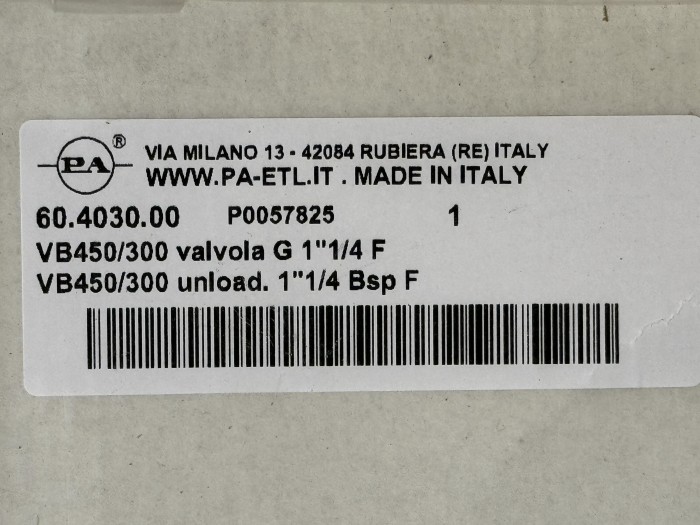 PA ®
VIA MILANO 13 - 42084 RUBIERA (RE) ITALY
WWW.PA-ETL.IT . MADE IN ITALY
60.4030.00 P0057825 1
VB450/300 valvola G 1"1/4 F
VB450/300 unload. 1"1/4 Bsp F